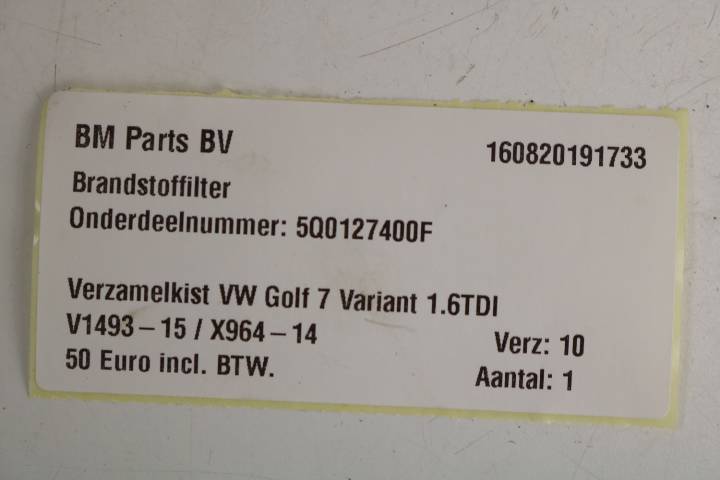 BM Parts BV
160820191733
Brandstoffilter
Onderdeelnummer: 5Q0127400F
Verzamelkist VW Golf 7 Variant 1.6TDI
V1493-15 / X964-14
Verz: 10
50 Euro incl. BTW.
Aantal: 1